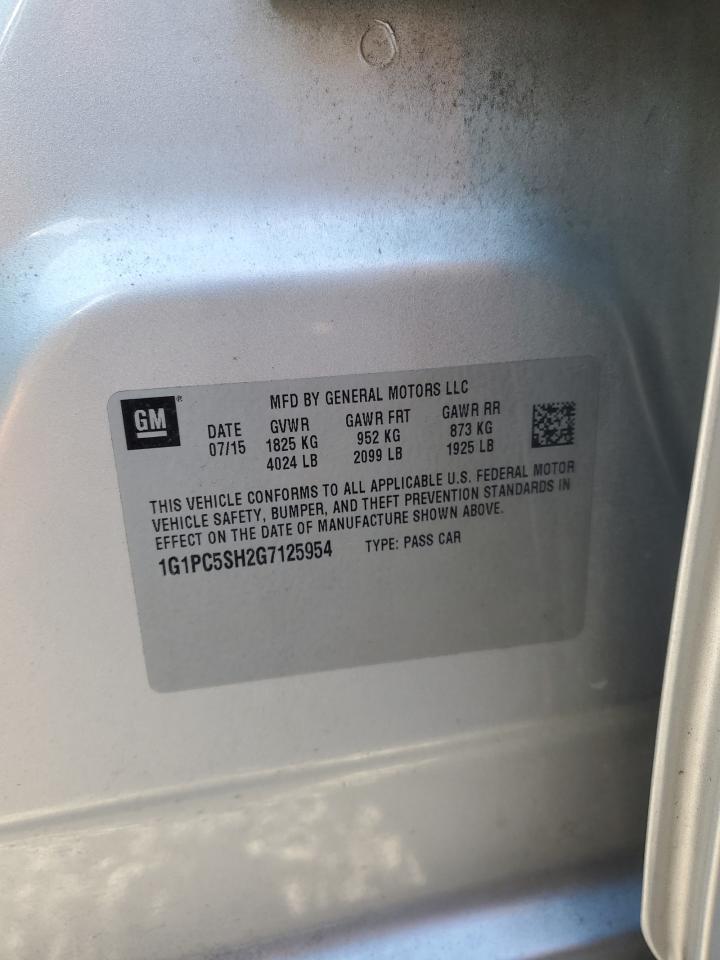 GM®
MFD BY GENERAL MOTORS LLC
DATE GVWR GAWR FRT GAWR RR
07/15 1825 KG 952 KG 873 KG
4024 LB 2099 LB 1925 LB
THIS VEHICLE CONFORMS TO ALL APPLICABLE U.S. FEDERAL MOTOR
VEHICLE SAFETY, BUMPER, AND THEFT PREVENTION STANDARDS IN
EFFECT ON THE DATE OF MANUFACTURE SHOWN ABOVE.
1G1PC5SH2G7125954 TYPE: PASS CAR